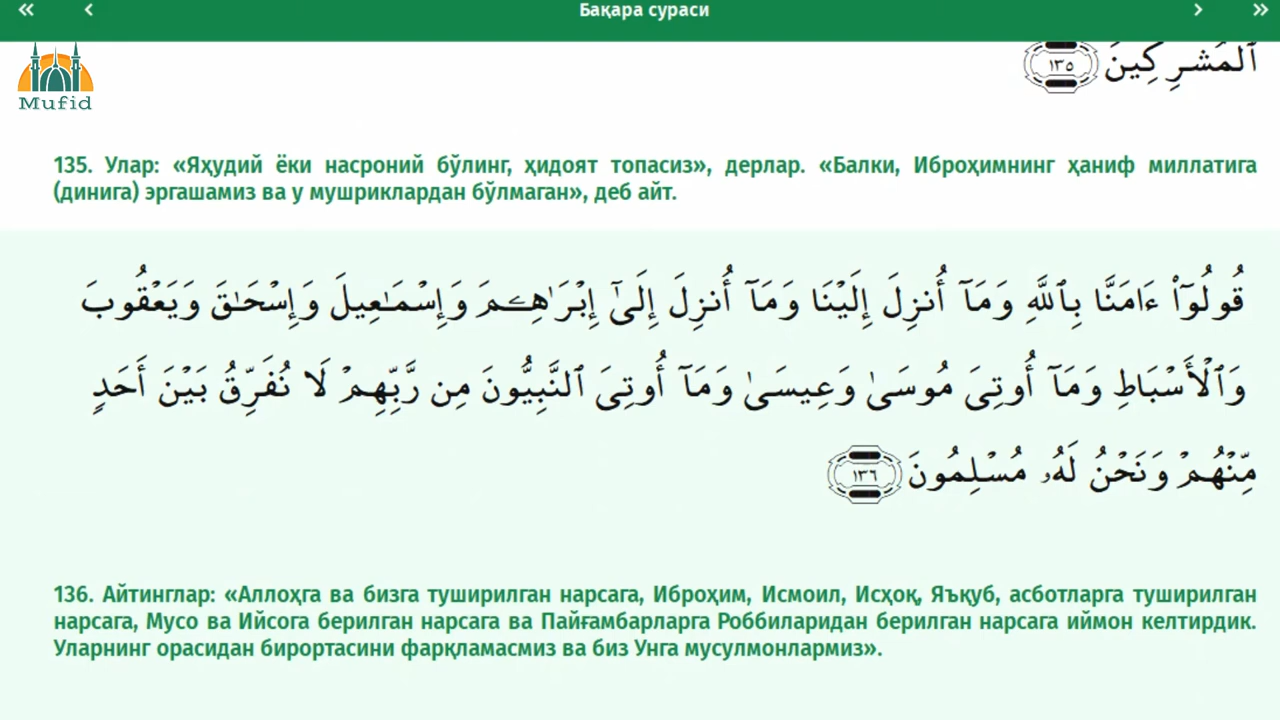 Бақара сураси
Mufid
ٱلْمُشْرِكِينَ ١٣٥
135. Улар: «Яҳудий ёки насроний бўлинг, ҳидоят топасиз», дерлар. «Балки, Иброҳимнинг ҳаниф миллатига
(динига) эргашамиз ва у мушриклардан бўлмаган», деб айт.
قُولُوٓا۟ ءَامَنَّا بِٱللَّهِ وَمَآ أُنزِلَ إِلَيْنَا وَمَآ أُنزِلَ إِلَىٰٓ إِبْرَٰهِـۧمَ وَإِسْمَـٰعِيلَ وَإِسْحَـٰقَ وَيَعْقُوبَ
وَٱلْأَسْبَاطِ وَمَآ أُوتِىَ مُوسَىٰ وَعِيسَىٰ وَمَآ أُوتِىَ ٱلنَّبِيُّونَ مِن رَّبِّهِمْ لَا نُفَرِّقُ بَيْنَ أَحَدٍ
مِّنْهُمْ وَنَحْنُ لَهُۥ مُسْلِمُونَ ١٣٦
136. Айтинглар: «Аллоҳга ва бизга туширилган нарсага, Иброҳим, Исмоил, Исҳоқ, Яъқуб, асботларга туширилган
нарсага, Мусо ва Ийсога берилган нарсага ва Пайғамбарларга Роббиларидан берилган нарсага иймон келтирдик.
Уларнинг орасидан бирортасини фарқламасмиз ва биз Унга мусулмонлармиз».